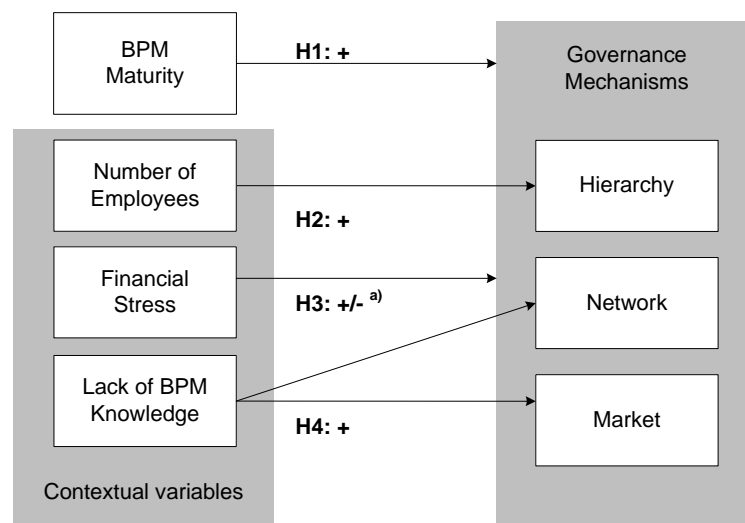 BPM
Maturity
H1: +
Governance
Mechanisms
Number of
Employees
H2: +
Hierarchy
Financial
Stress
H3: +/- a)
Network
Lack of BPM
Knowledge
H4: +
Market
Contextual variables